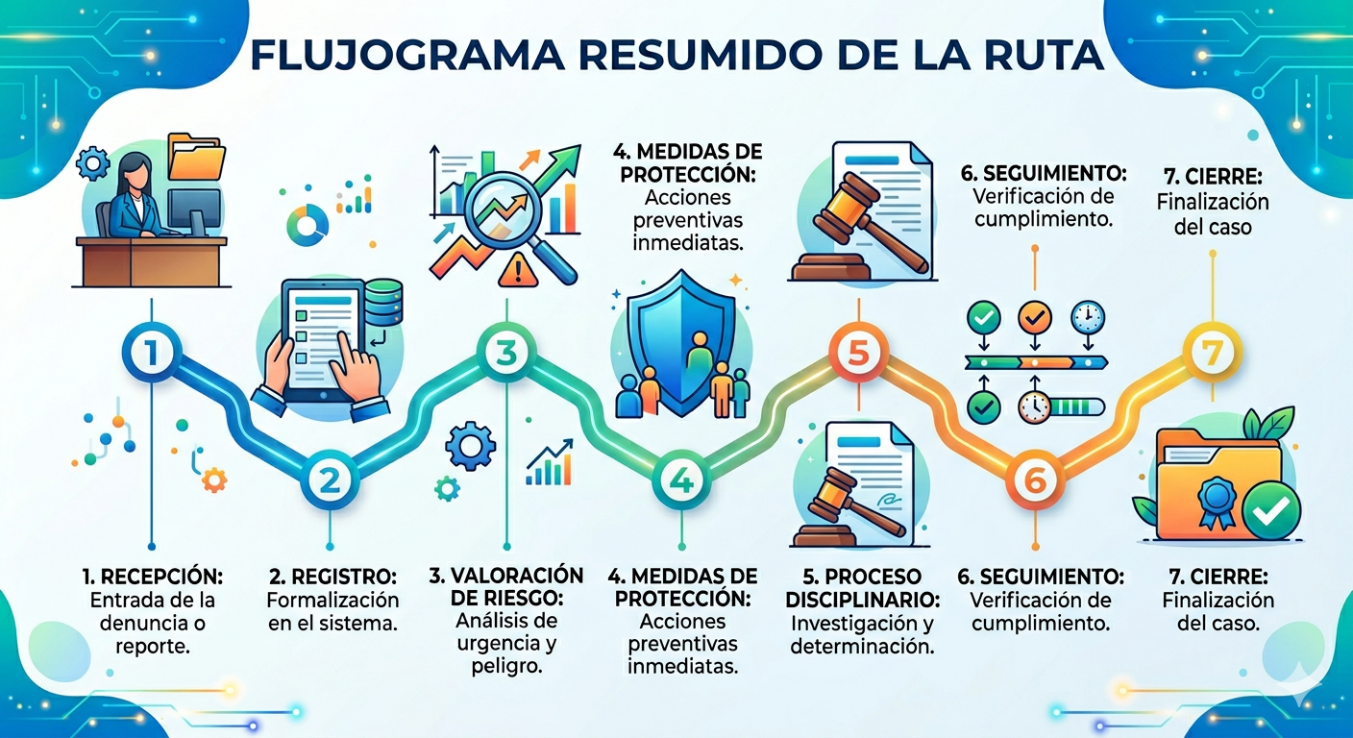 FLUJOGRAMA RESUMIDO DE LA RUTA
4. MEDIDAS DE
PROTECCIÓN:
Acciones
preventivas
inmediatas.
6. SEGUIMIENTO:
Verificación de
cumplimiento.
7. CIERRE:
Finalización
del caso
1
2
3
4
5
6
7
1. RECEPCIÓN:
Entrada de la
denuncia o
reporte.
2. REGISTRO:
Formalización
en el sistema.
3. VALORACIÓN
DE RIESGO:
Análisis de
urgencia y
peligro.
4. MEDIDAS DE
PROTECCIÓN:
Acciones
preventivas
inmediatas.
5. PROCESO
DISCIPLINARIO:
Investigación y
determinación.
6. SEGUIMIENTO:
Verificación de
cumplimiento.
7. CIERRE:
Finalización
del caso.